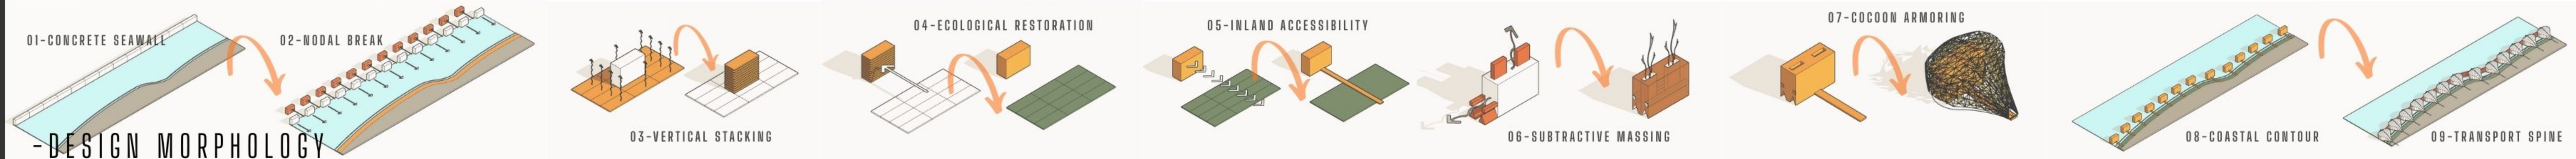 01-CONCRETE SEAWALL
02-NODAL BREAK
03-VERTICAL STACKING
04-ECOLOGICAL RESTORATION
05-INLAND ACCESSIBILITY
06-SUBTRACTIVE MASSING
07-COCOON ARMORING
08-COASTAL CONTOUR
09-TRANSPORT SPINE
-DESIGN MORPHOLOGY